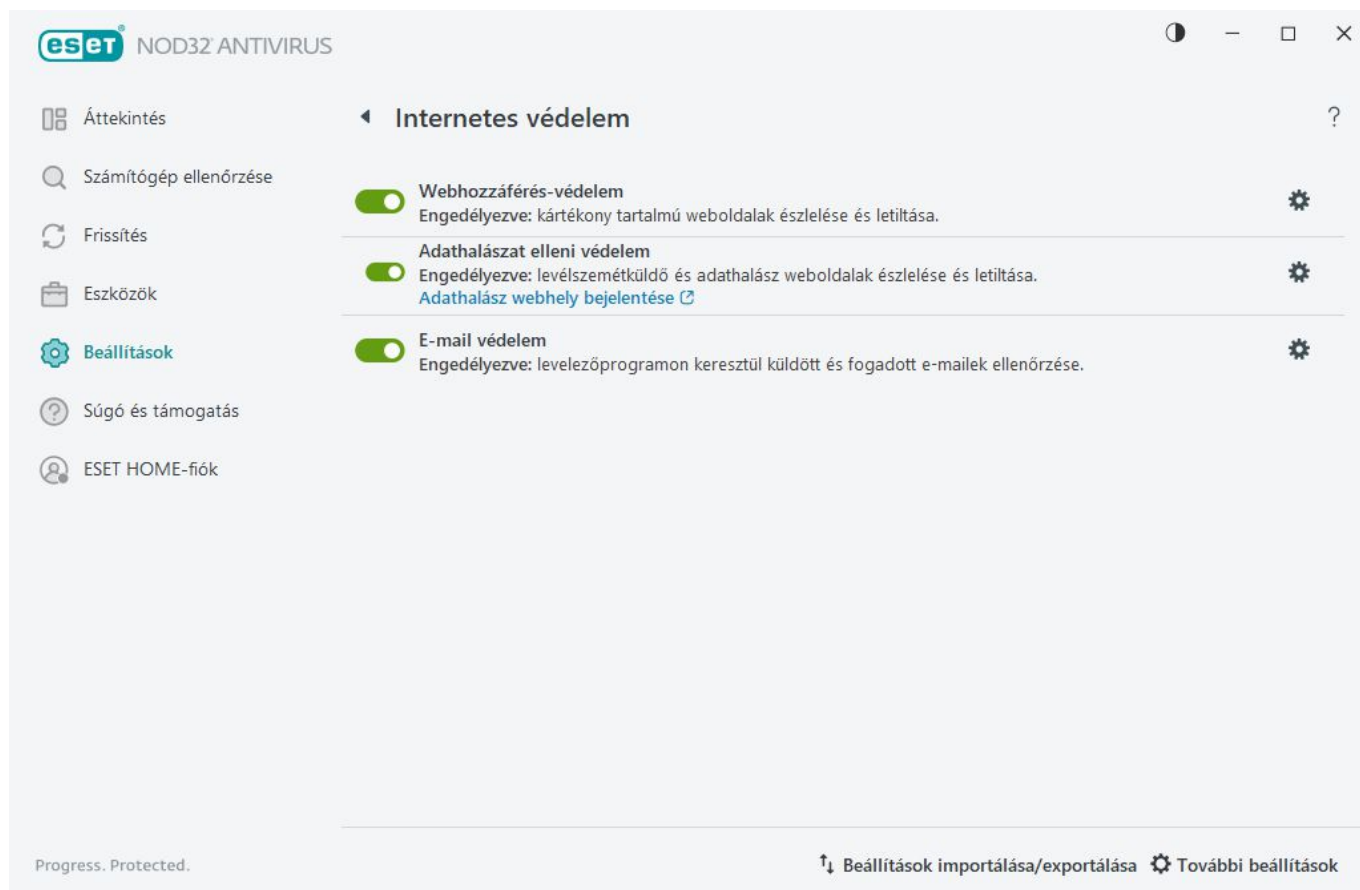 eset® NOD32® ANTIVIRUS
Áttekintés
Számítógép ellenőrzése
Frissítés
Eszközök
Beállítások
Súgó és támogatás
ESET HOME-fiók
Internetes védelem
?
Webhozzáférés-védelem
Engedélyezve: kártékony tartalmú weboldalak észlelése és letiltása.
Adathalászat elleni védelem
Engedélyezve: levélszemétküldő és adathalász weboldalak észlelése és letiltása.
Adathalász webhely bejelentése
E-mail védelem
Engedélyezve: levelezőprogramon keresztül küldött és fogadott e-mailek ellenőrzése.
Progress. Protected.
Beállítások importálása/exportálása
További beállítások